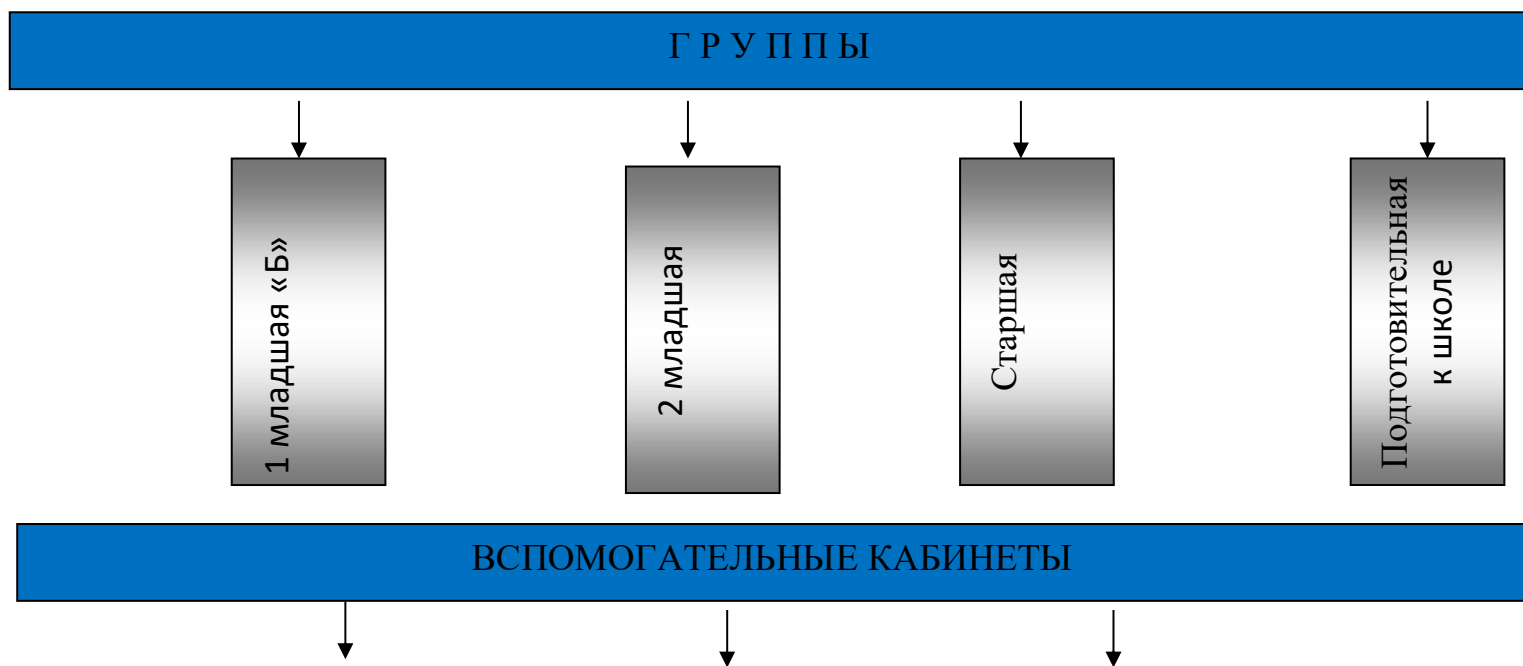 Г Р У П П Ы
1 младшая «Б»
2 младшая
Старшая
Подготовительная
к школе
ВСПОМОГАТЕЛЬНЫЕ КАБИНЕТЫ